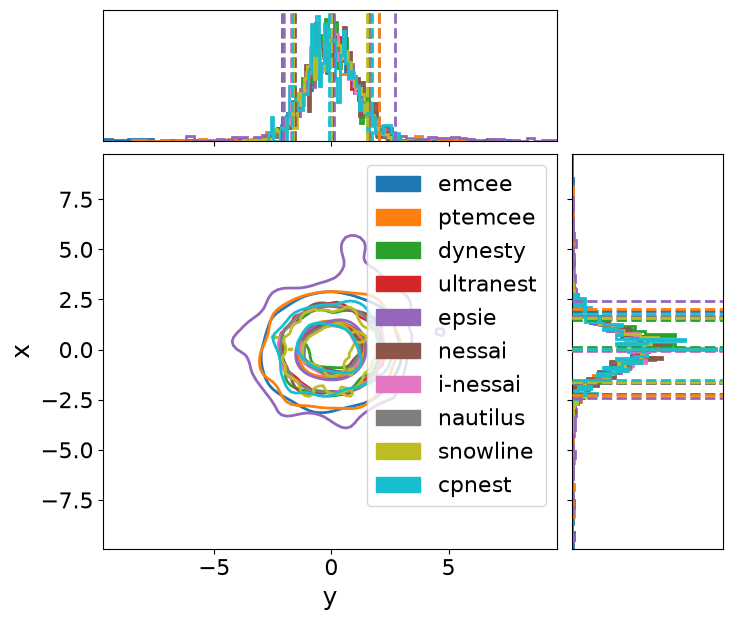 7.5
5.0
2.5
0.0
−2.5
−5.0
−7.5
x
−5
0
5
y
emcee
ptemcee
dynesty
ultranest
epsie
nessai
i-nessai
nautilus
snowline
cpnest